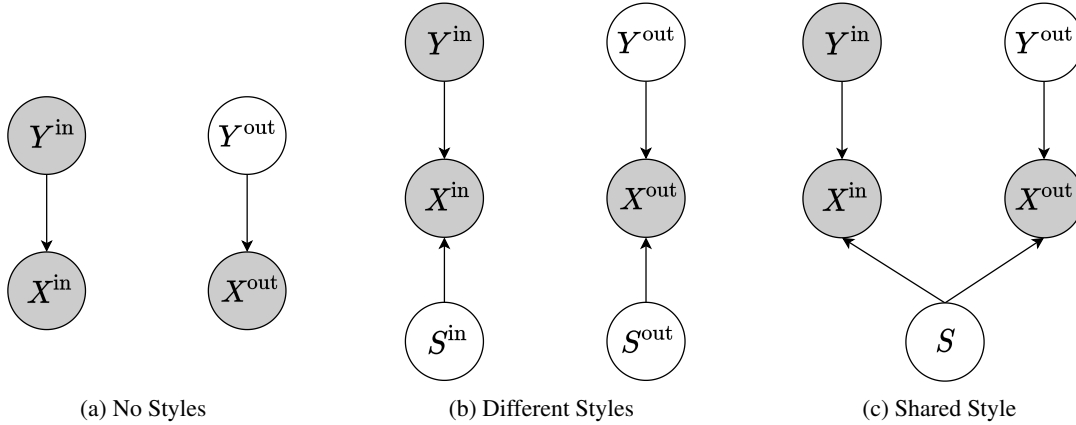 Y^in Y^out
X^in X^out
(a) No Styles
Y^in Y^out
X^in X^out
S^in S^out
(b) Different Styles
Y^in Y^out
X^in X^out
S
(c) Shared Style